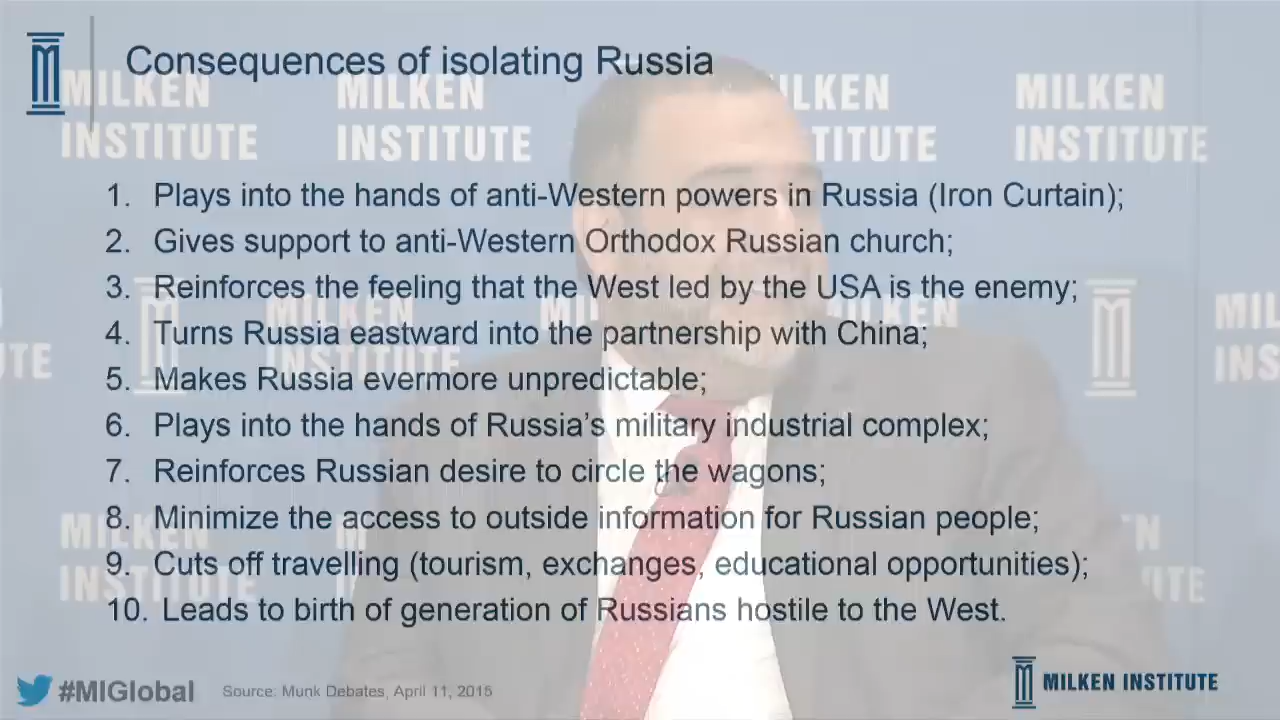 Consequences of isolating Russia
MILKEN
INSTITUTE
MILKEN
INSTITUTE
LKEN
TITUTE
MILKEN
INSTITUTE
1. Plays into the hands of anti-Western powers in Russia (Iron Curtain);
2. Gives support to anti-Western Orthodox Russian church;
3. Reinforces the feeling that the West led by the USA is the enemy;
4. Turns Russia eastward into the partnership with China;
5. Makes Russia evermore unpredictable;
6. Plays into the hands of Russia's military industrial complex;
7. Reinforces Russian desire to circle the wagons;
8. Minimize the access to outside information for Russian people;
9. Cuts off travelling (tourism, exchanges, educational opportunities);
10. Leads to birth of generation of Russians hostile to the West.
MILKEN
INSTITUTE
MILKEN
INSTITUTE
#MIGlobal
Source: Munk Debates, April 11, 2015
MILKEN INSTITUTE